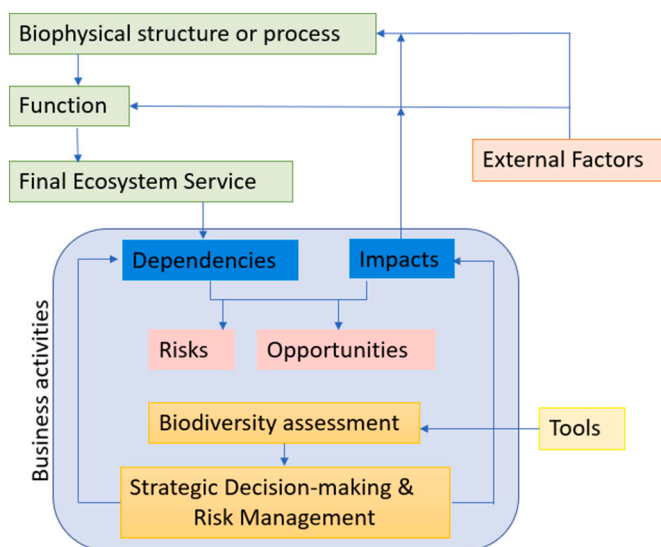 Biophysical structure or process
Function
External Factors
Final Ecosystem Service
Dependencies
Impacts
Risks
Opportunities
Business activities
Biodiversity assessment
Tools
Strategic Decision-making &
Risk Management